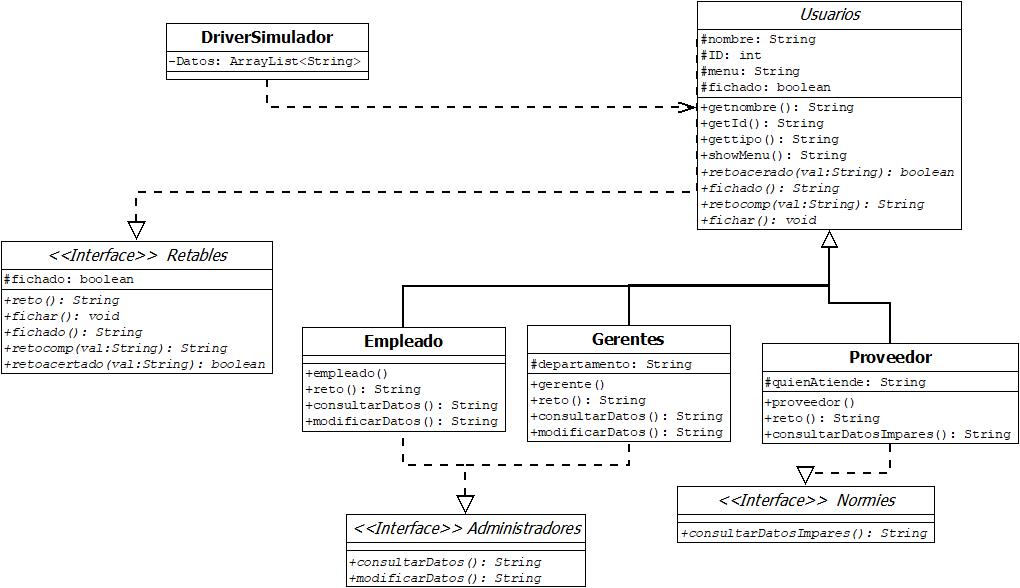 DriverSimulador
-Datos: ArrayList<String>
Usuarios
#nombre: String
#ID: int
#menu: String
#fichado: boolean
+getnombre(): String
+getId(): String
+gettipo(): String
+showMenu(): String
+retoacerado(val:String): boolean
+fichado(): String
+retocomp(val:String): String
+fichar(): void
<<Interface>> Retables
#fichado: boolean
+reto(): String
+fichar(): void
+fichado(): String
+retocomp(val:String): String
+retoacertado(val:String): boolean
Empleado
+empleado()
+reto(): String
+consultarDatos(): String
+modificarDatos(): String
Gerentes
#departamento: String
+gerente()
+reto(): String
+consultarDatos(): String
+modificarDatos(): String
Proveedor
#quienAtiende: String
+proveedor()
+reto(): String
+consultarDatosImpares(): String
<<Interface>> Administradores
+consultarDatos(): String
+modificarDatos(): String
<<Interface>> Normies
+consultarDatosImpares(): String